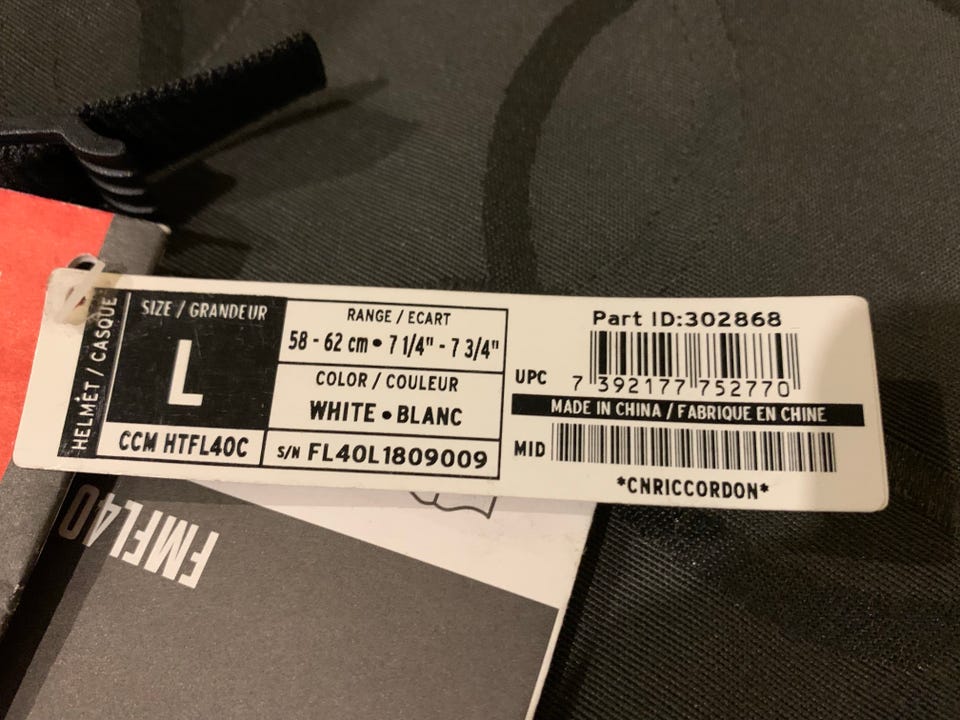 HELMET / CASQUE
SIZE / GRANDEUR
L
CCM HTFL40C
RANGE / ECART
58 - 62 cm • 7 1/4" - 7 3/4"
COLOR / COULEUR
WHITE • BLANC
S/N FL40L1809009
Part ID:302868
UPC 7 392177 752770
MADE IN CHINA / FABRIQUE EN CHINE
MID
*CNRICCORDON*
FMFL40